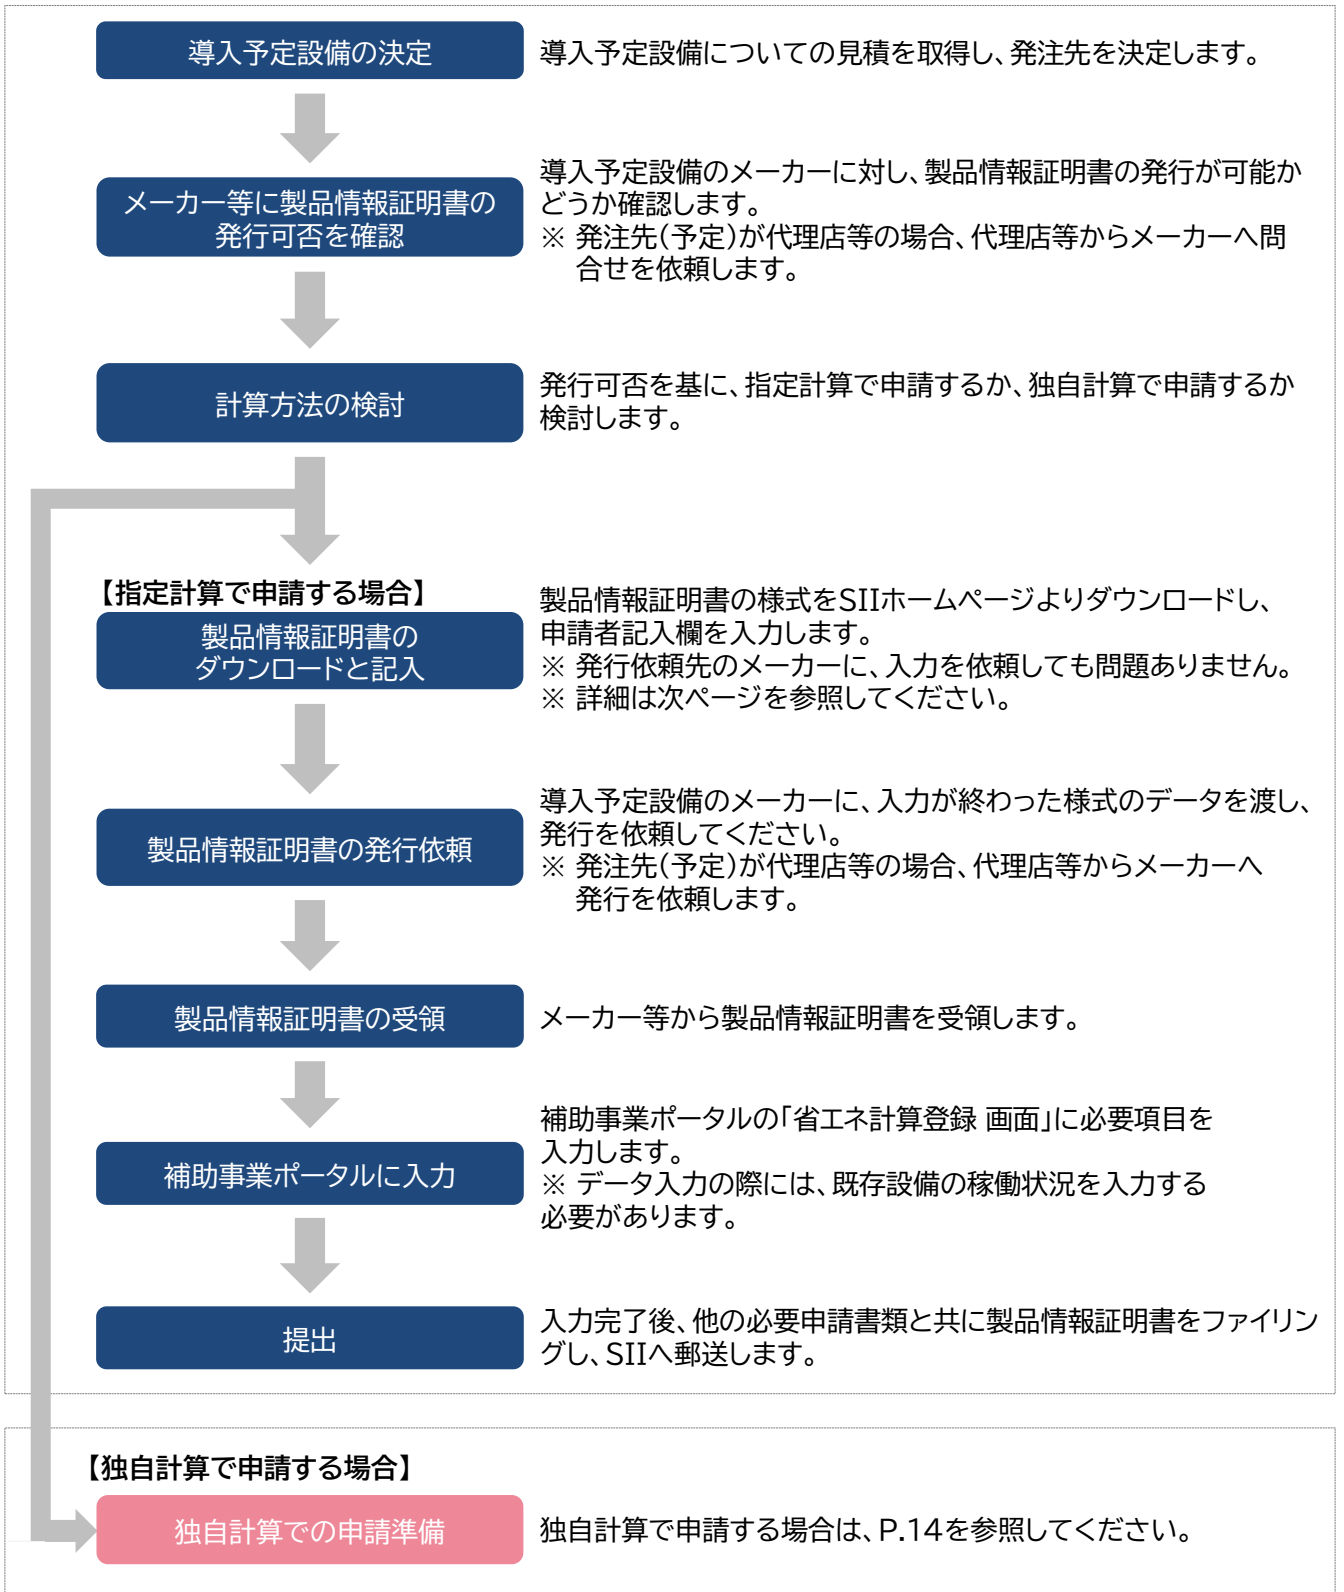 導入予定設備の決定
導入予定設備についての見積を取得し、発注先を決定します。
メーカー等に製品情報証明書の
発行可否を確認
導入予定設備のメーカーに対し、製品情報証明書の発行が可能か
どうか確認します。
※ 発注先(予定)が代理店等の場合、代理店等からメーカーへ問
合せを依頼します。
計算方法の検討
発行可否を基に、指定計算で申請するか、独自計算で申請するか
検討します。
【指定計算で申請する場合】
製品情報証明書の
ダウンロードと記入
製品情報証明書の様式をSIIホームページよりダウンロードし、
申請者記入欄を入力します。
※ 発行依頼先のメーカーに、入力を依頼しても問題ありません。
※ 詳細は次ページを参照してください。
製品情報証明書の発行依頼
導入予定設備のメーカーに、入力が終わった様式のデータを渡し、
発行を依頼してください。
※ 発注先(予定)が代理店等の場合、代理店等からメーカーへ
発行を依頼します。
製品情報証明書の受領
メーカー等から製品情報証明書を受領します。
補助事業ポータルに入力
補助事業ポータルの「省エネ計算登録 画面」に必要項目を
入力します。
※ データ入力の際には、既存設備の稼働状況を入力する
必要があります。
提出
入力完了後、他の必要申請書類と共に製品情報証明書をファイリン
グし、SIIへ郵送します。
【独自計算で申請する場合】
独自計算での申請準備
独自計算で申請する場合は、P.14を参照してください。